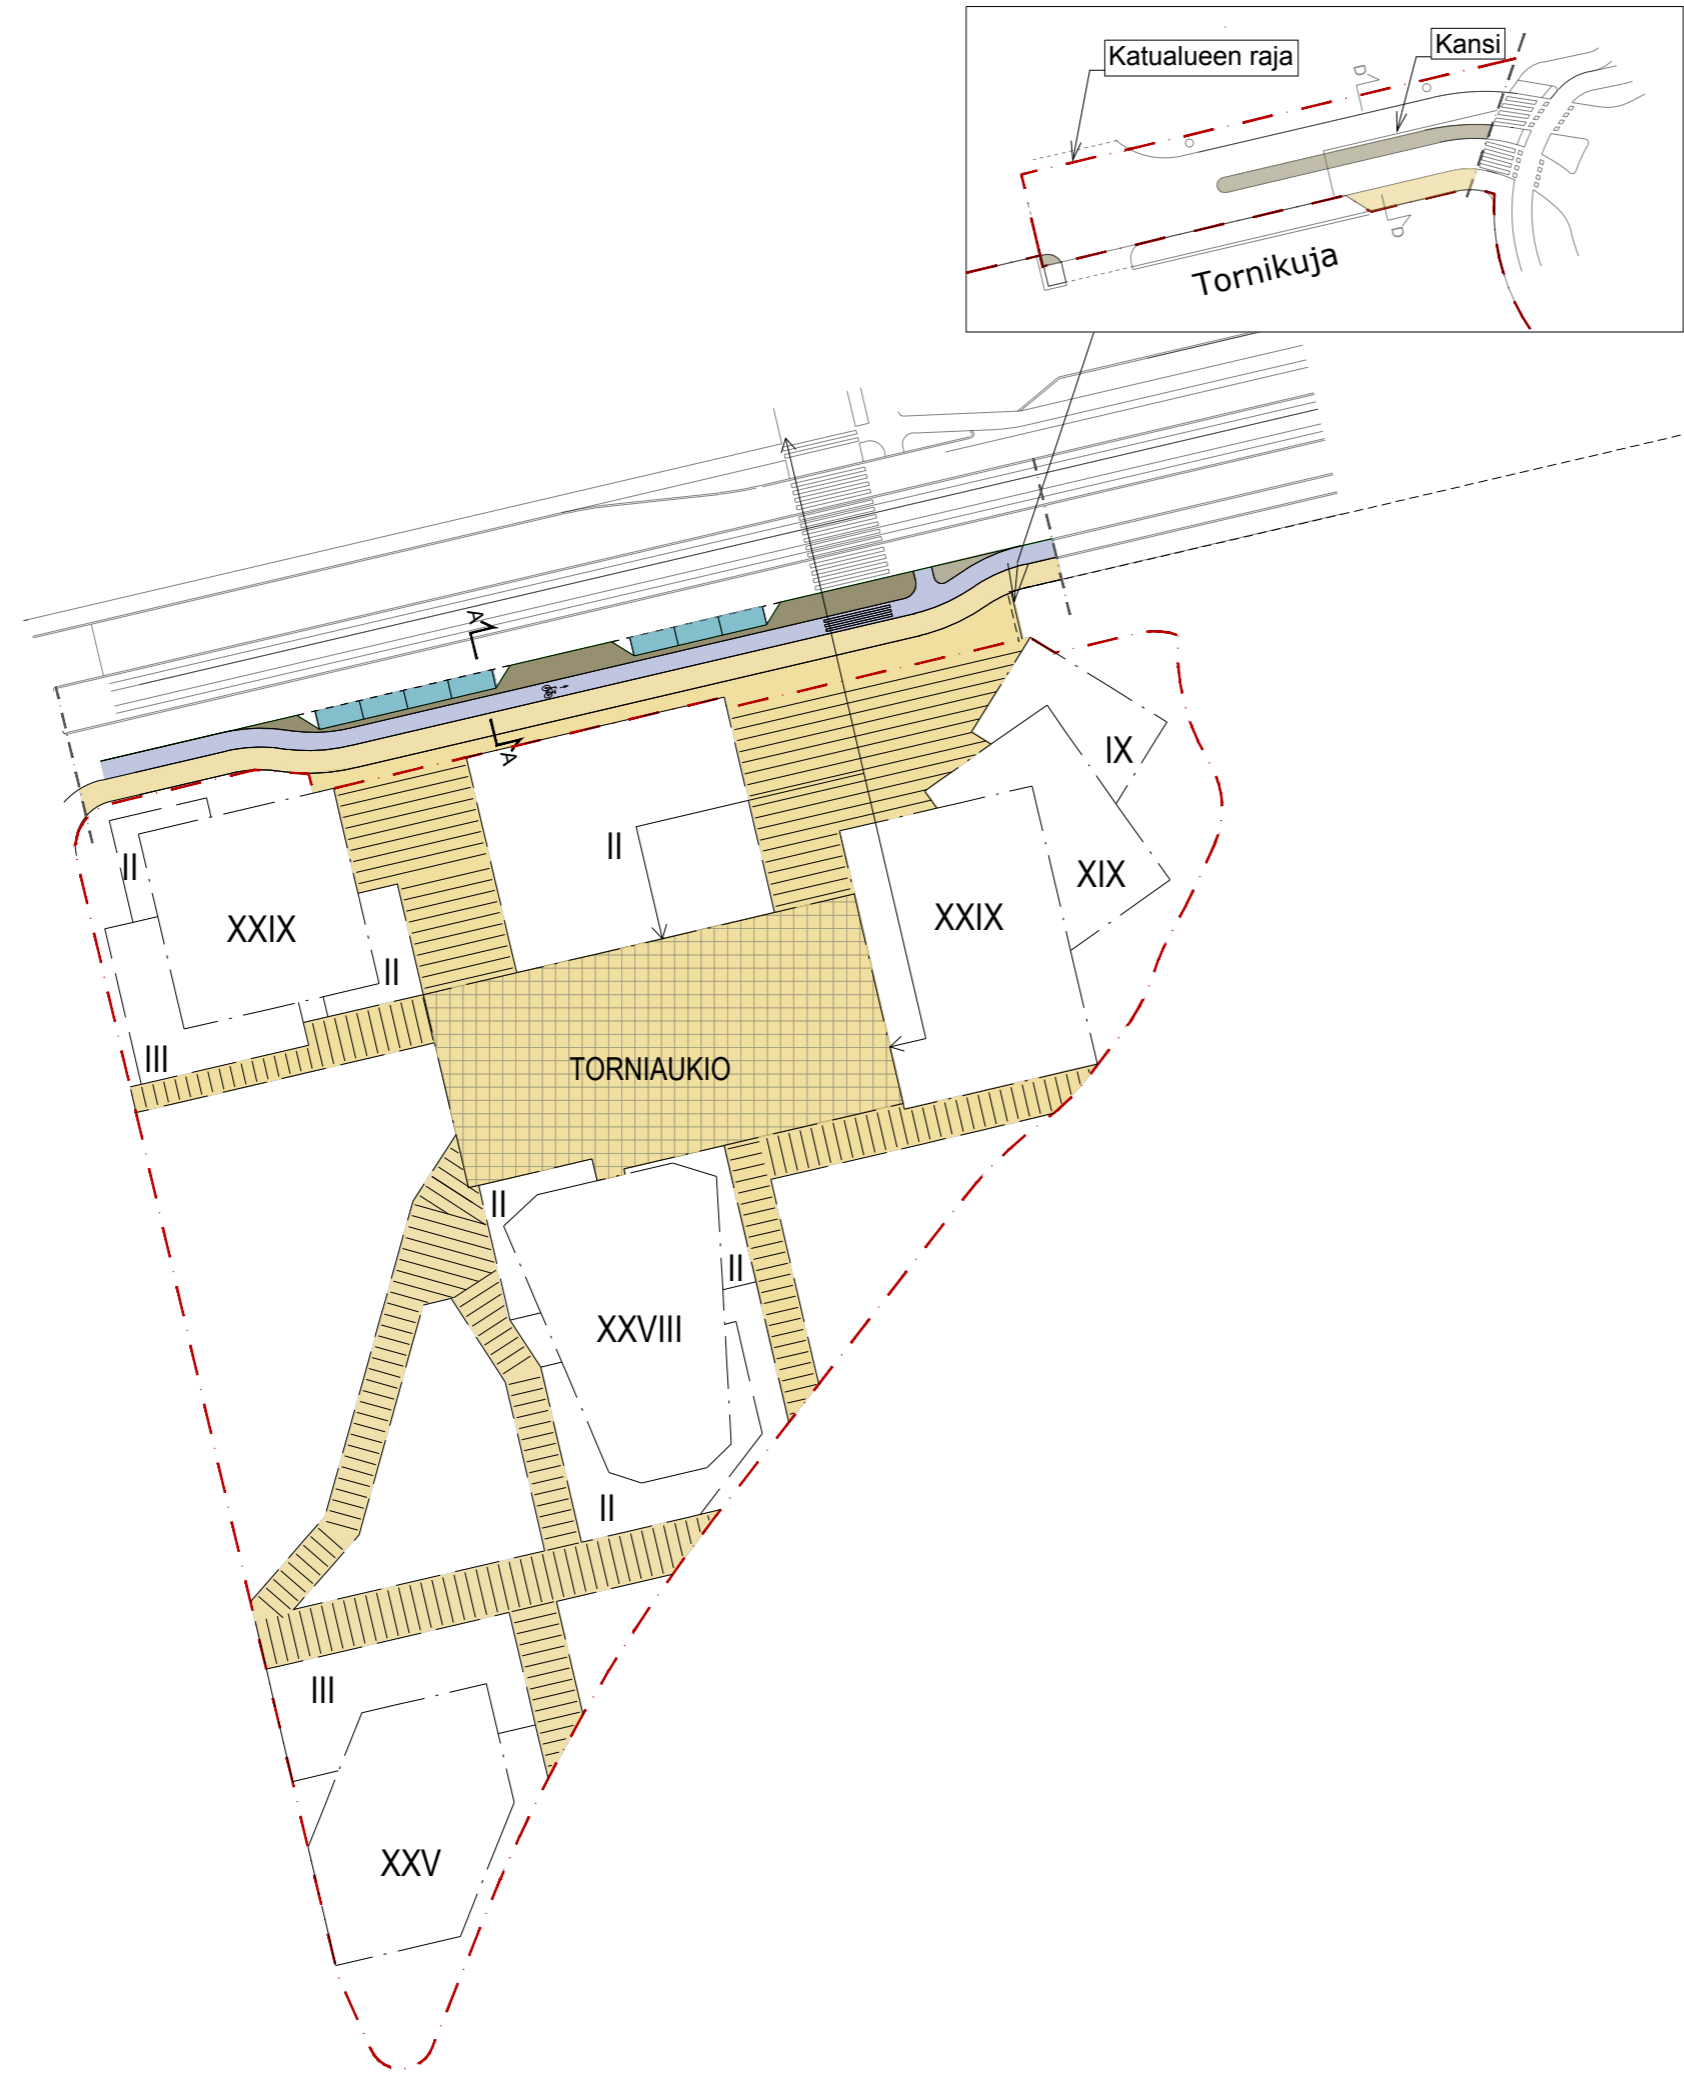 Katualueen raja
Kansi
D
D
Tornikuja
A
A
IX
II
II
XIX
XXIX
XXIX
II
III
TORNIAUKIO
II
II
XXVIII
II
III
XXV